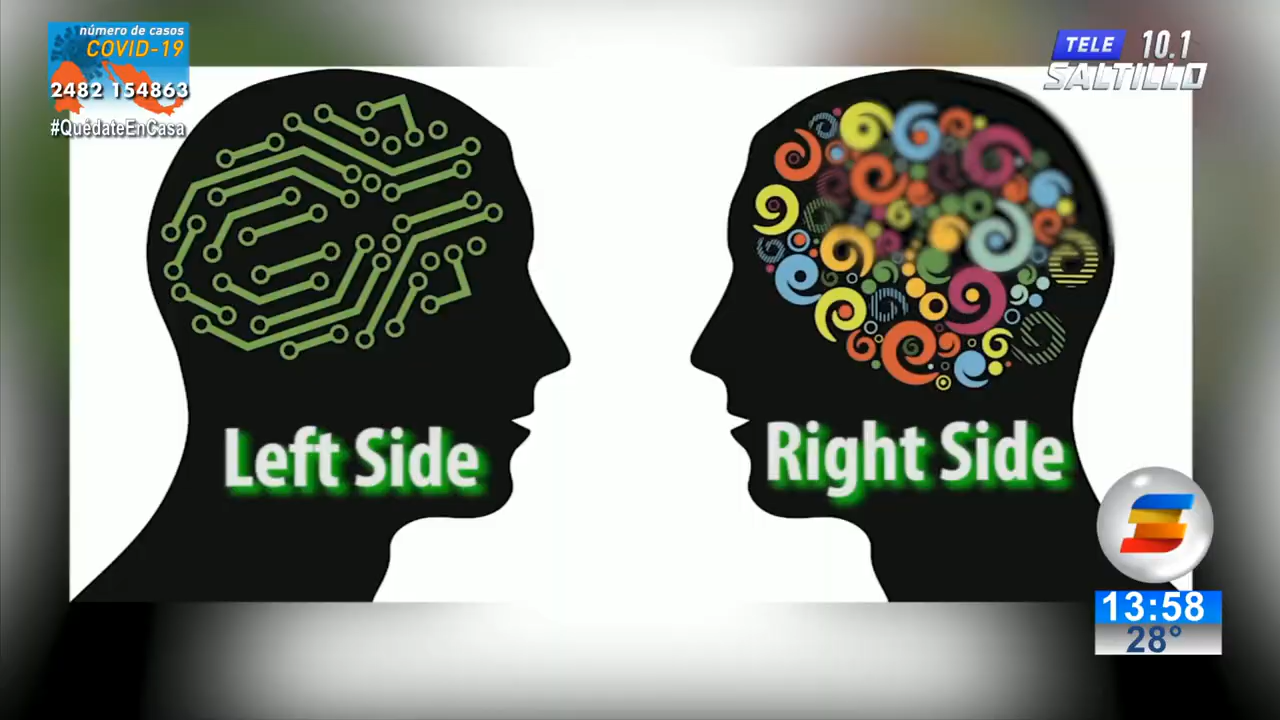 número de casos
COVID-19
2482 154863
#QuédateEnCasa
TELE 10.1
SALTILLO
Left Side
Right Side
13:58
28°